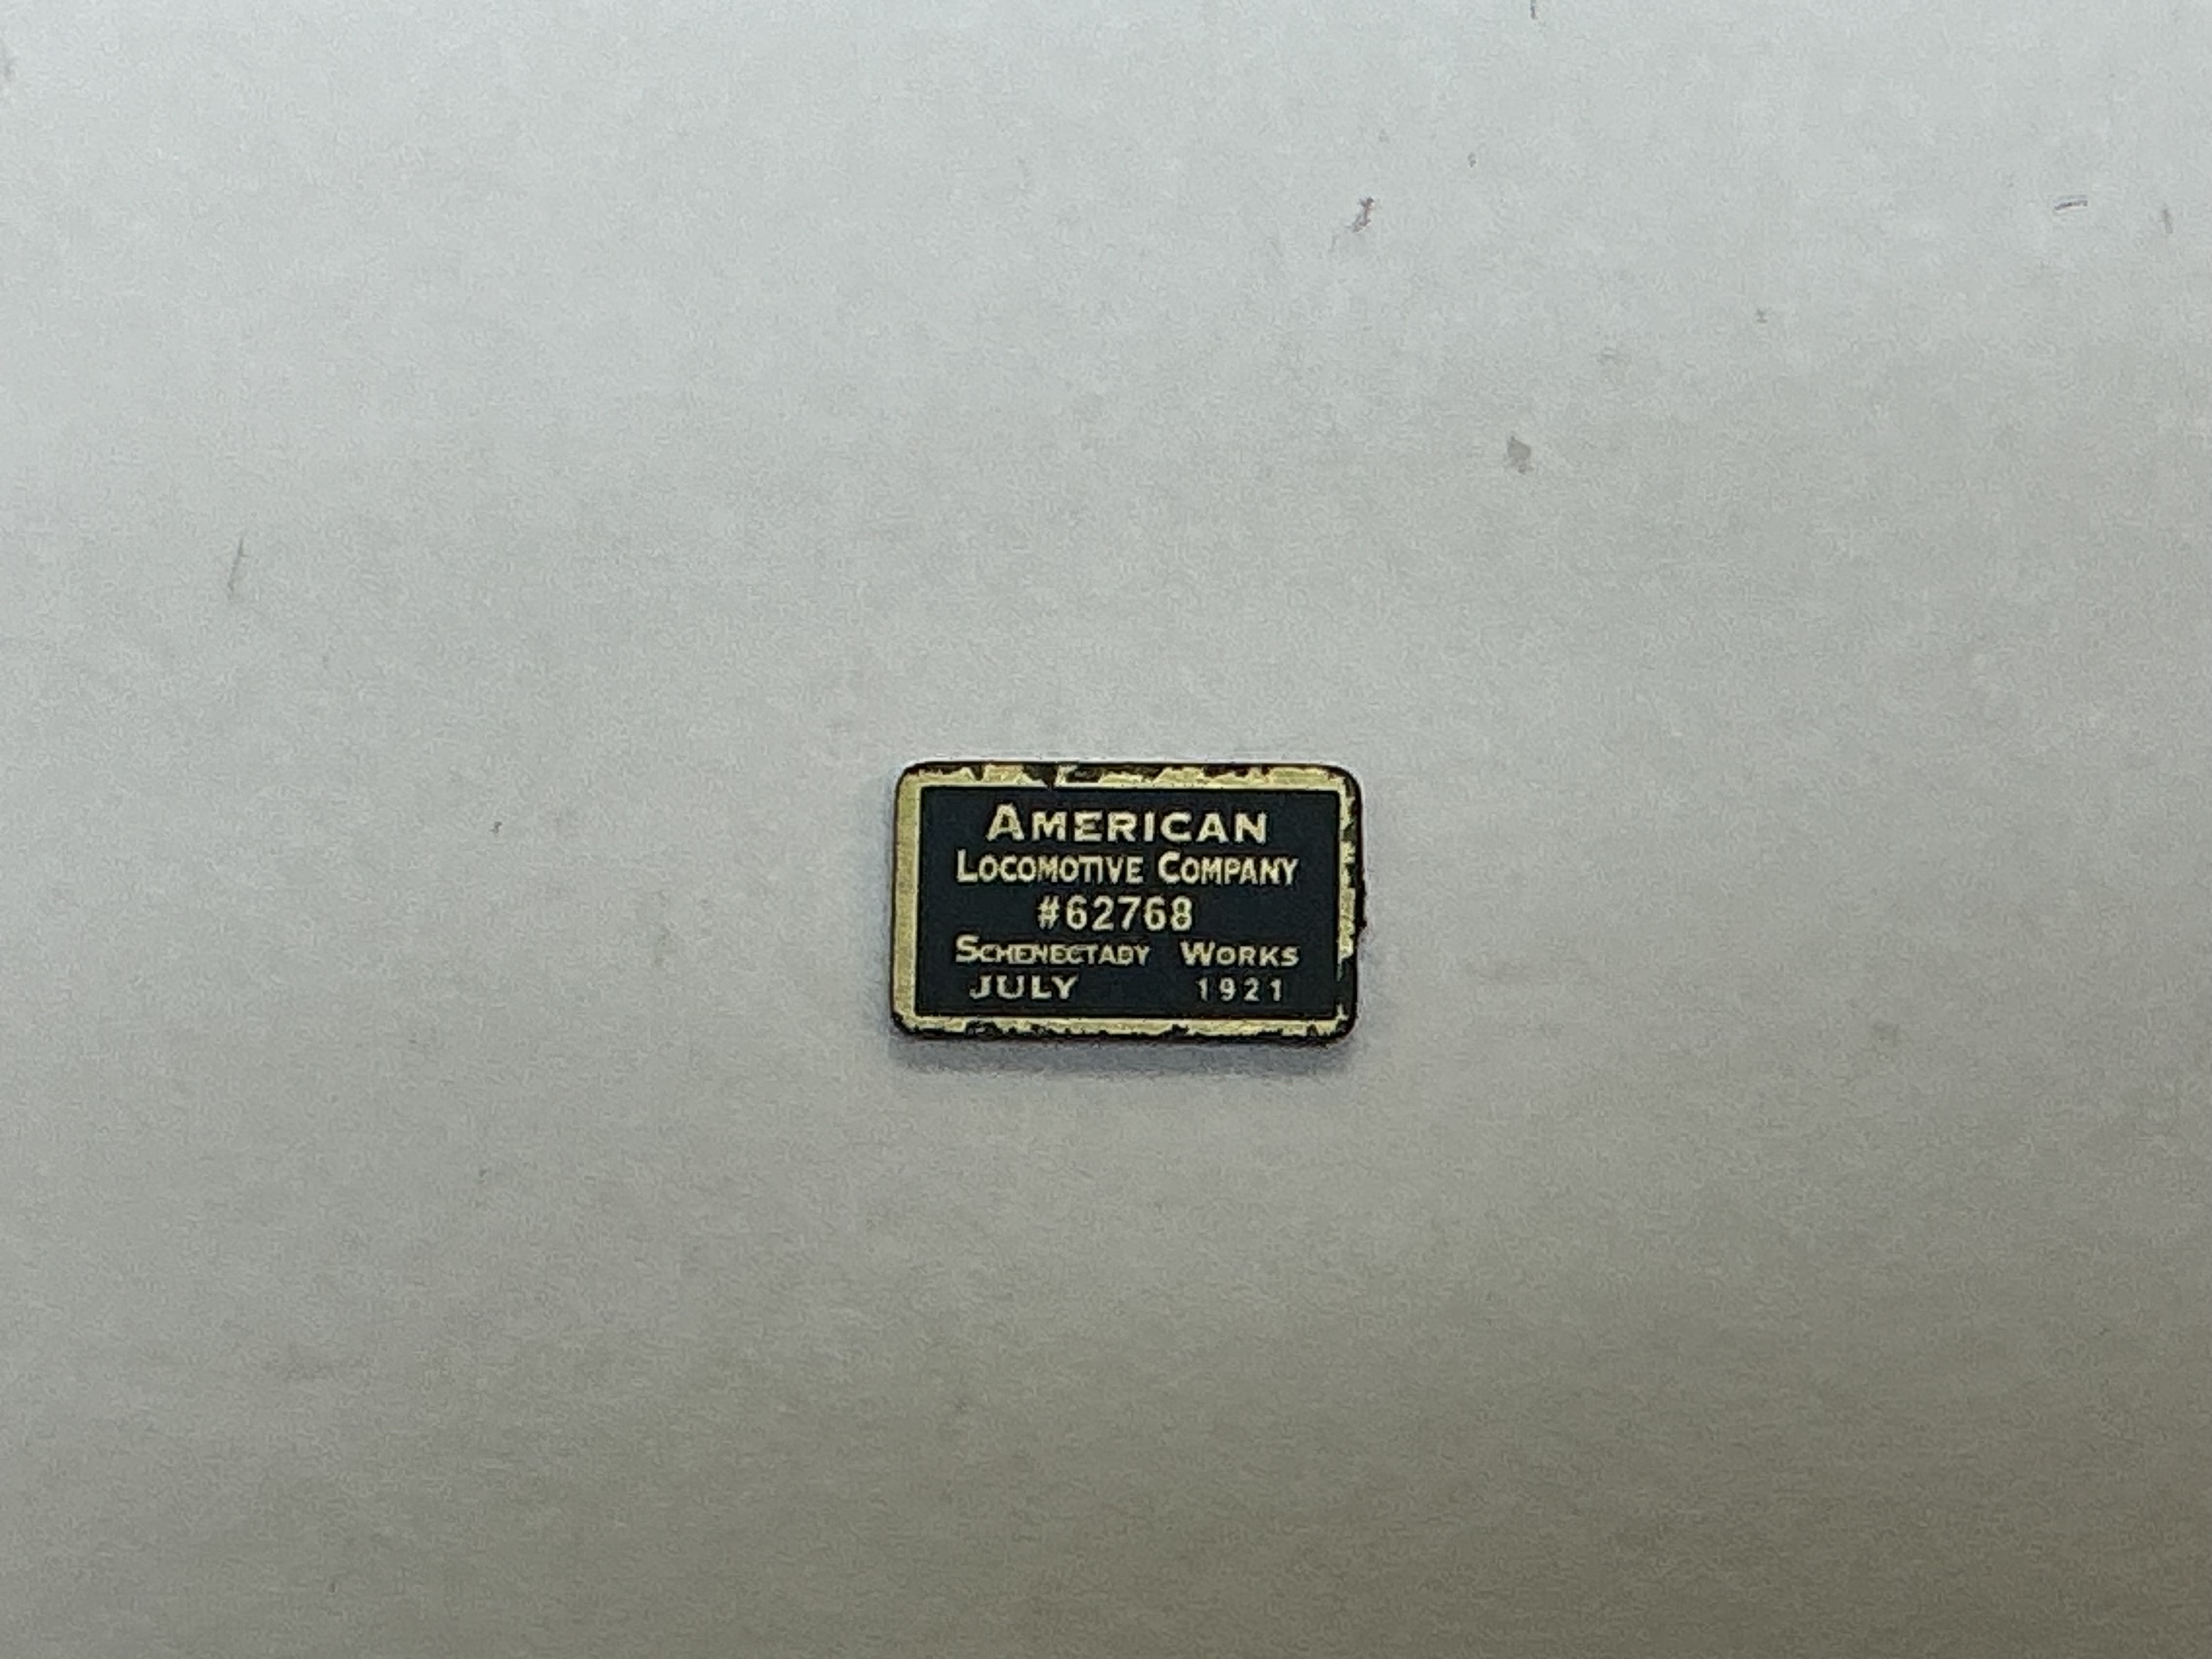 AMERICAN
LOCOMOTIVE COMPANY
#62768
SCHENECTADY WORKS
JULY 1921